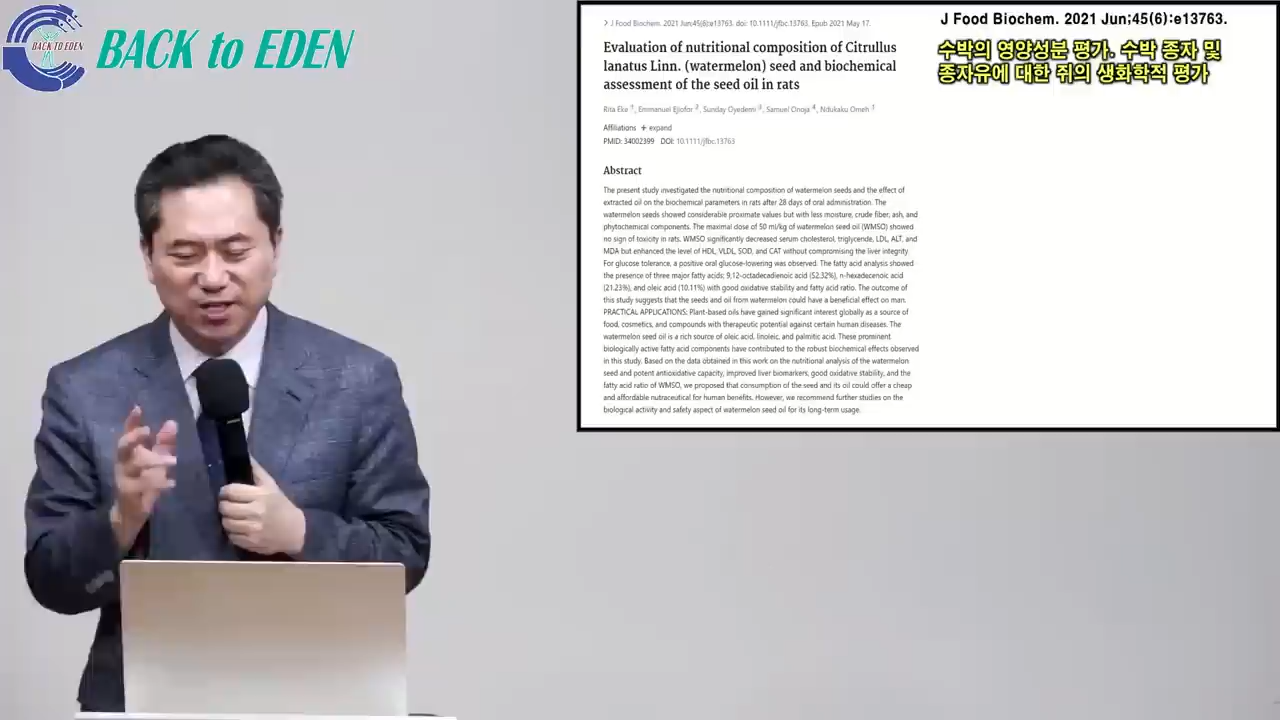 BACK TO EDEN
BACK to EDEN
J Food Biochem. 2021 Jun;45(6):e13763. doi: 10.1111/jfbc.13763. Epub 2021 May 17.
Evaluation of nutritional composition of Citrullus
lanatus Linn. (watermelon) seed and biochemical
assessment of the seed oil in rats
Rita Eke 1, Emmanuel Ejiofor 2, Sunday Oyedemi 3, Samuel Onoja 4, Ndukaku Omeh 1
Affiliations + expand
PMID: 34002399 DOI: 10.1111/jfbc.13763
Abstract
The present study investigated the nutritional composition of watermelon seeds and the effect of
extracted oil on the biochemical parameters in rats after 28 days of oral administration. The
watermelon seeds showed considerable proximate values but with less moisture, crude fiber, ash, and
phytochemical components. The maximal dose of 50 ml/kg of watermelon seed oil (WMSO) showed
no sign of toxicity in rats. WMSO significantly decreased serum cholesterol, triglyceride, LDL, ALT, and
MDA but enhanced the level of HDL, VLDL, SOD, and CAT without compromising the liver integrity
For glucose tolerance, a positive oral glucose-lowering was observed. The fatty acid analysis showed
the presence of three major fatty acids; 9,12-octadecadienoic acid (52.32%), n-hexadecenoic acid
(21.23%), and oleic acid (10.11%) with good oxidative stability and fatty acid ratio. The outcome of
this study suggests that the seeds and oil from watermelon could have a beneficial effect on man.
PRACTICAL APPLICATIONS: Plant-based oils have gained significant interest globally as a source of
food, cosmetics, and compounds with therapeutic potential against certain human diseases. The
watermelon seed oil is a rich source of oleic acid, linoleic, and palmitic acid. These prominent
biologically active fatty acid components have contributed to the robust biochemical effects observed
in this study. Based on the data obtained in this work on the nutritional analysis of the watermelon
seed and potent antioxidative capacity, improved liver biomarkers, good oxidative stability, and the
fatty acid ratio of WMSO, we proposed that consumption of the seed and its oil could offer a cheap
and affordable nutraceutical for human benefits. However, we recommend further studies on the
biological activity and safety aspect of watermelon seed oil for its long-term usage.
J Food Biochem. 2021 Jun;45(6):e13763.
수박의 영양성분 평가. 수박 종자 및
종자유에 대한 쥐의 생화학적 평가